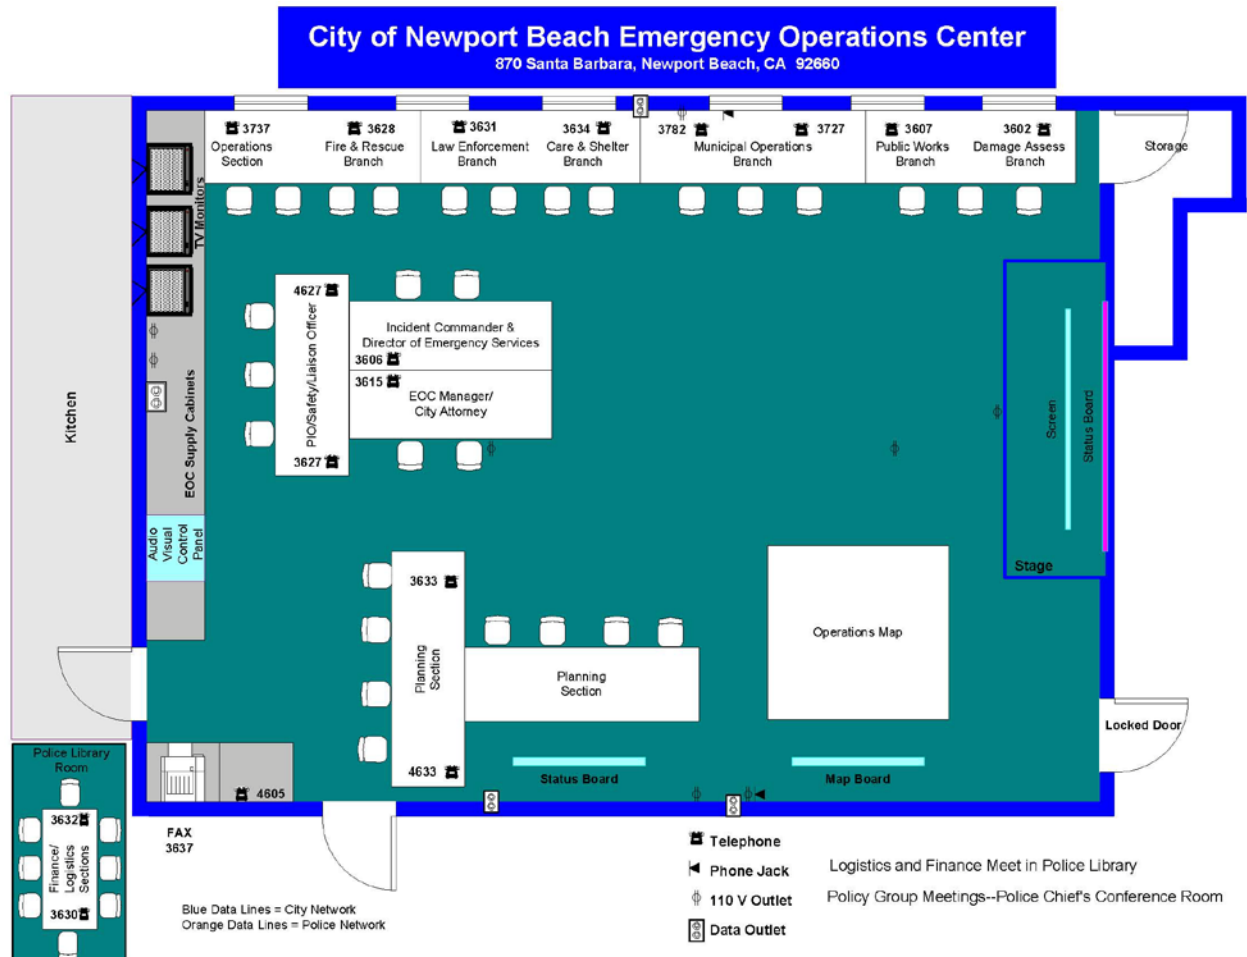 City of Newport Beach Emergency Operations Center
870 Santa Barbara, Newport Beach, CA 92660
3737
Operations
Section
3628
Fire & Rescue
Branch
3631
Law Enforcement
Branch
3634
Care & Shelter
Branch
3782
3727
Municipal Operations
Branch
3607
Public Works
Branch
3602
Damage Assess
Branch
Storage
TV Monitors
EOC Supply Cabinets
Kitchen
Audio
Visual
Control
Panel
4627
PIO/Safety/Liaison Officer
3627
Incident Commander &
Director of Emergency Services
3606
3615
EOC Manager/
City Attorney
Screen
Status Board
Stage
3633
Planning
Section
4633
Planning
Section
Operations Map
Locked Door
Status Board
Map Board
Police Library
Room
3632
Finance/
Logistics
Sections
3630
4605
FAX
3637
Blue Data Lines = City Network
Orange Data Lines = Police Network
Telephone
Phone Jack
110 V Outlet
Data Outlet
Logistics and Finance Meet in Police Library
Policy Group Meetings--Police Chief's Conference Room